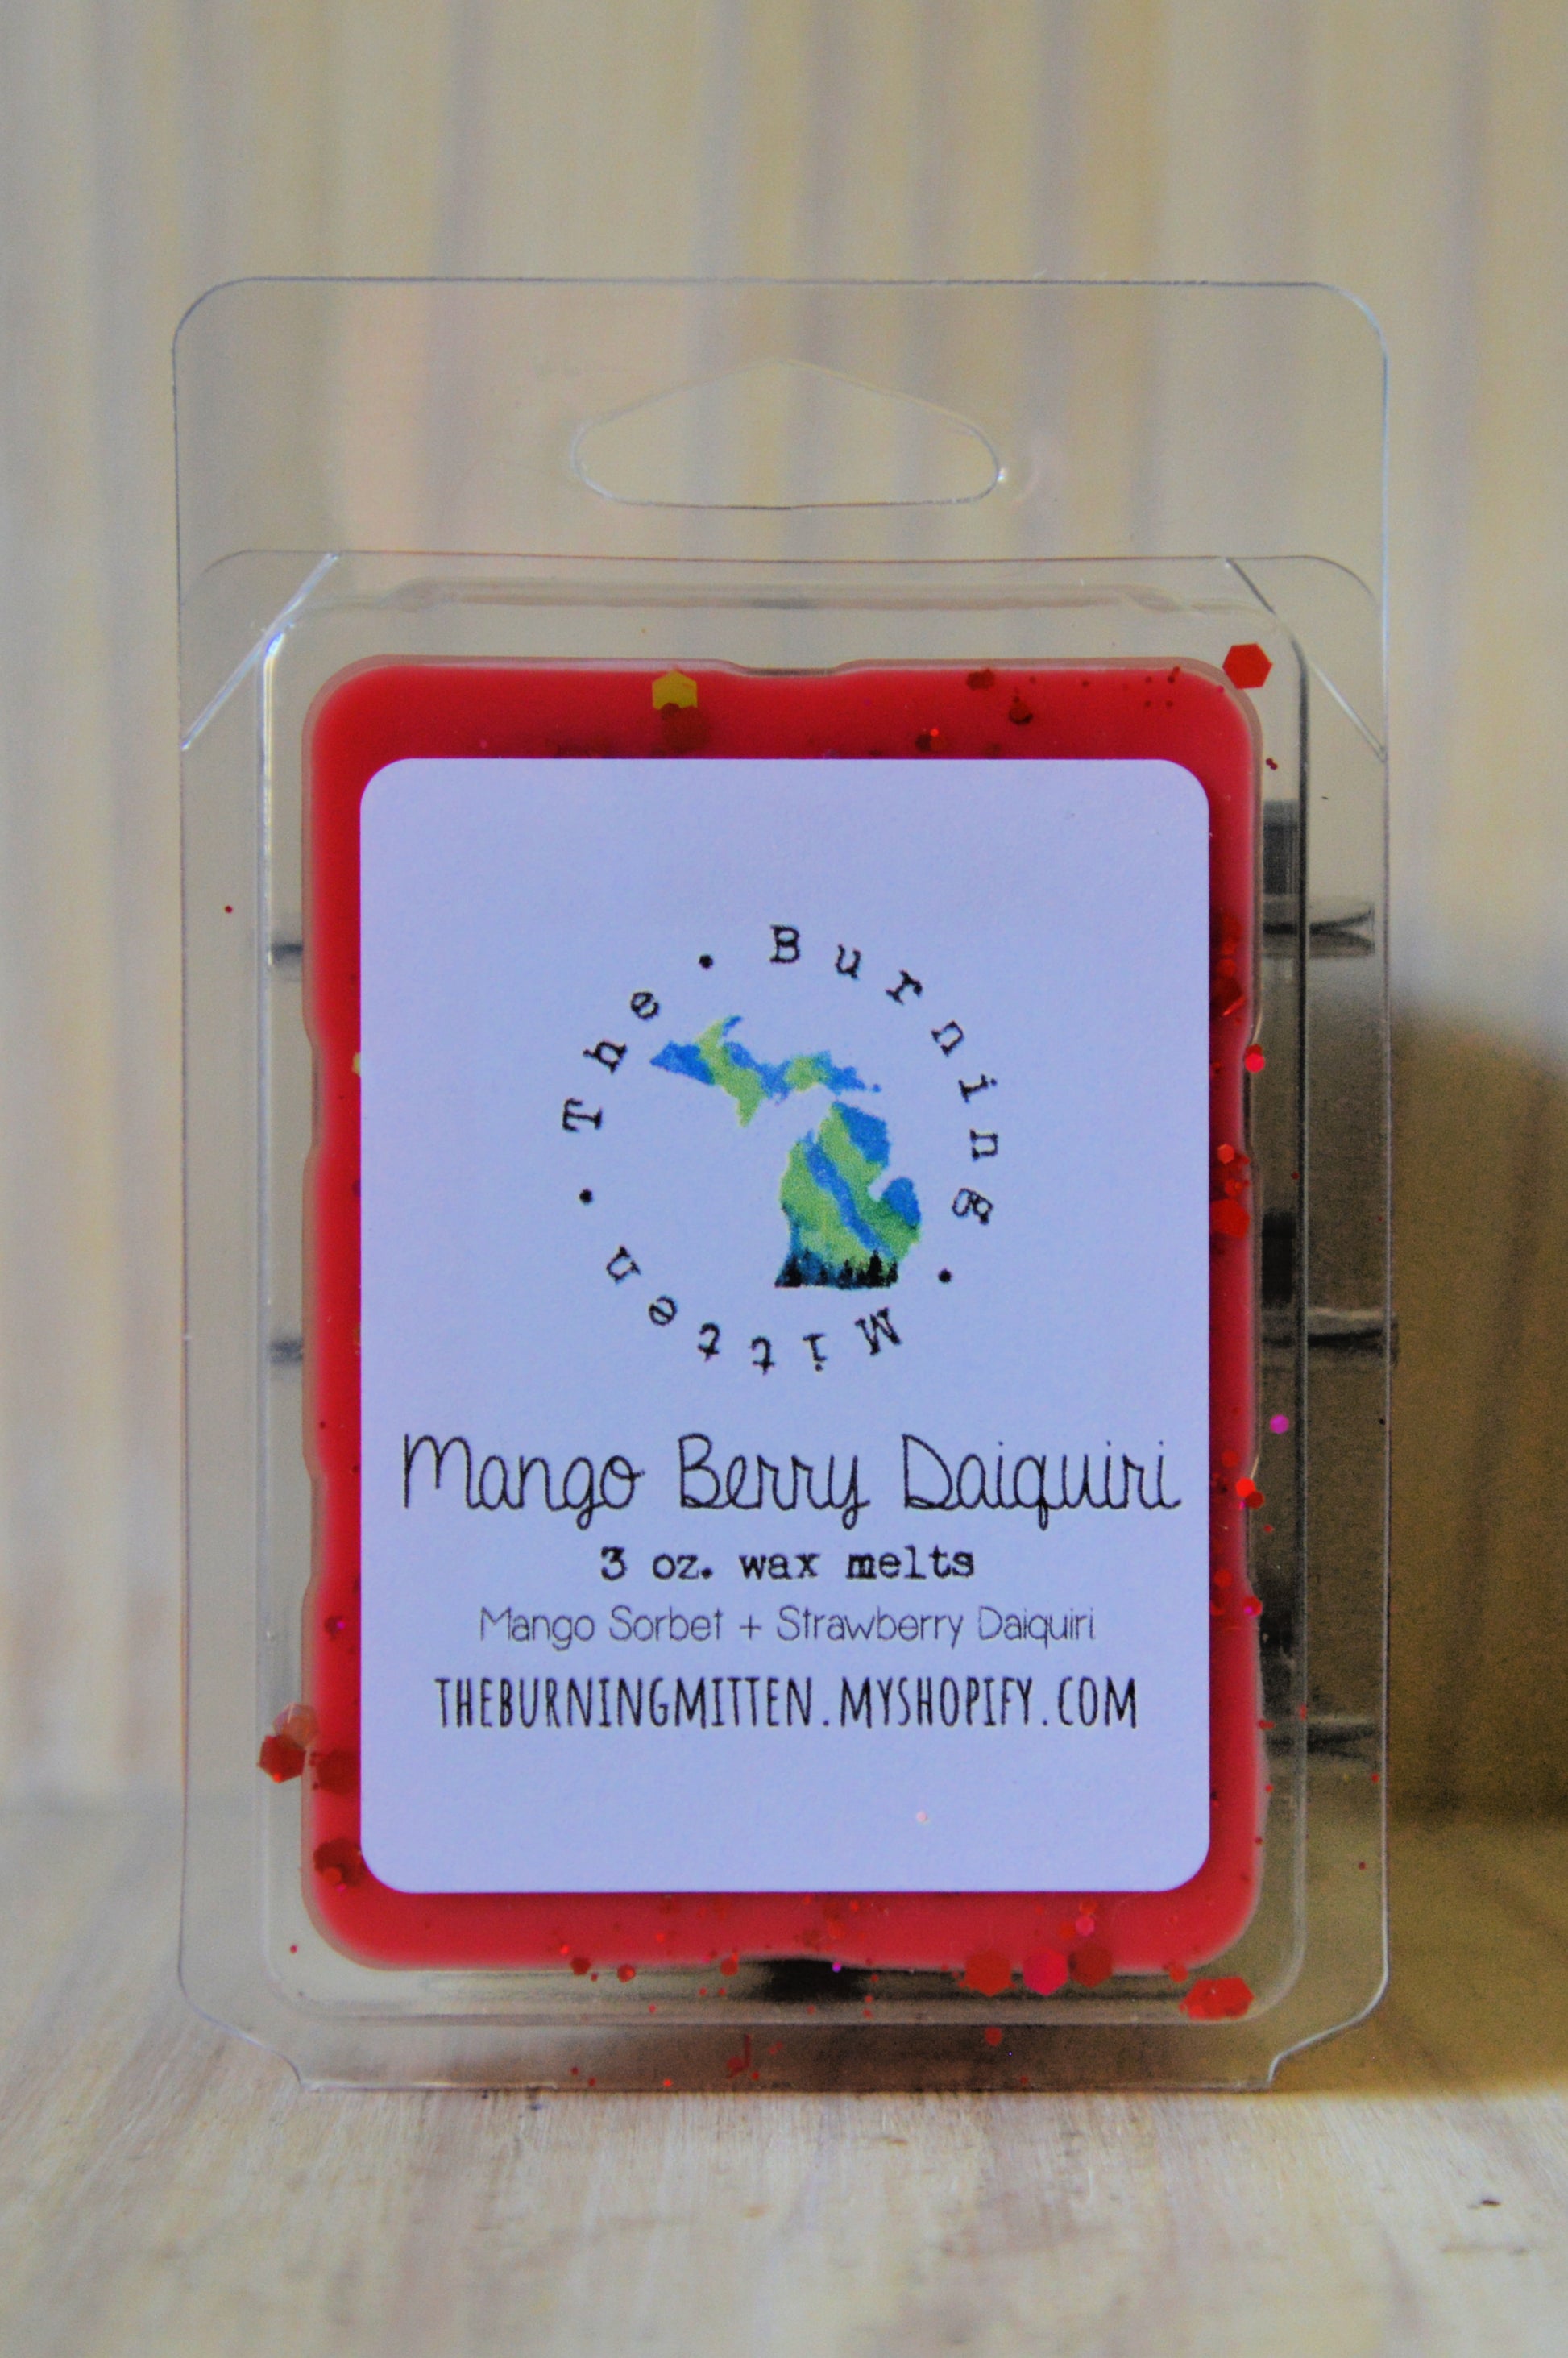 The • Burning • Mitten •
Mango Berry Daiquiri
3 oz. wax melts
Mango Sorbet + Strawberry Daiquiri
THEBURNINGMITTEN.MYSHOPIFY.COM